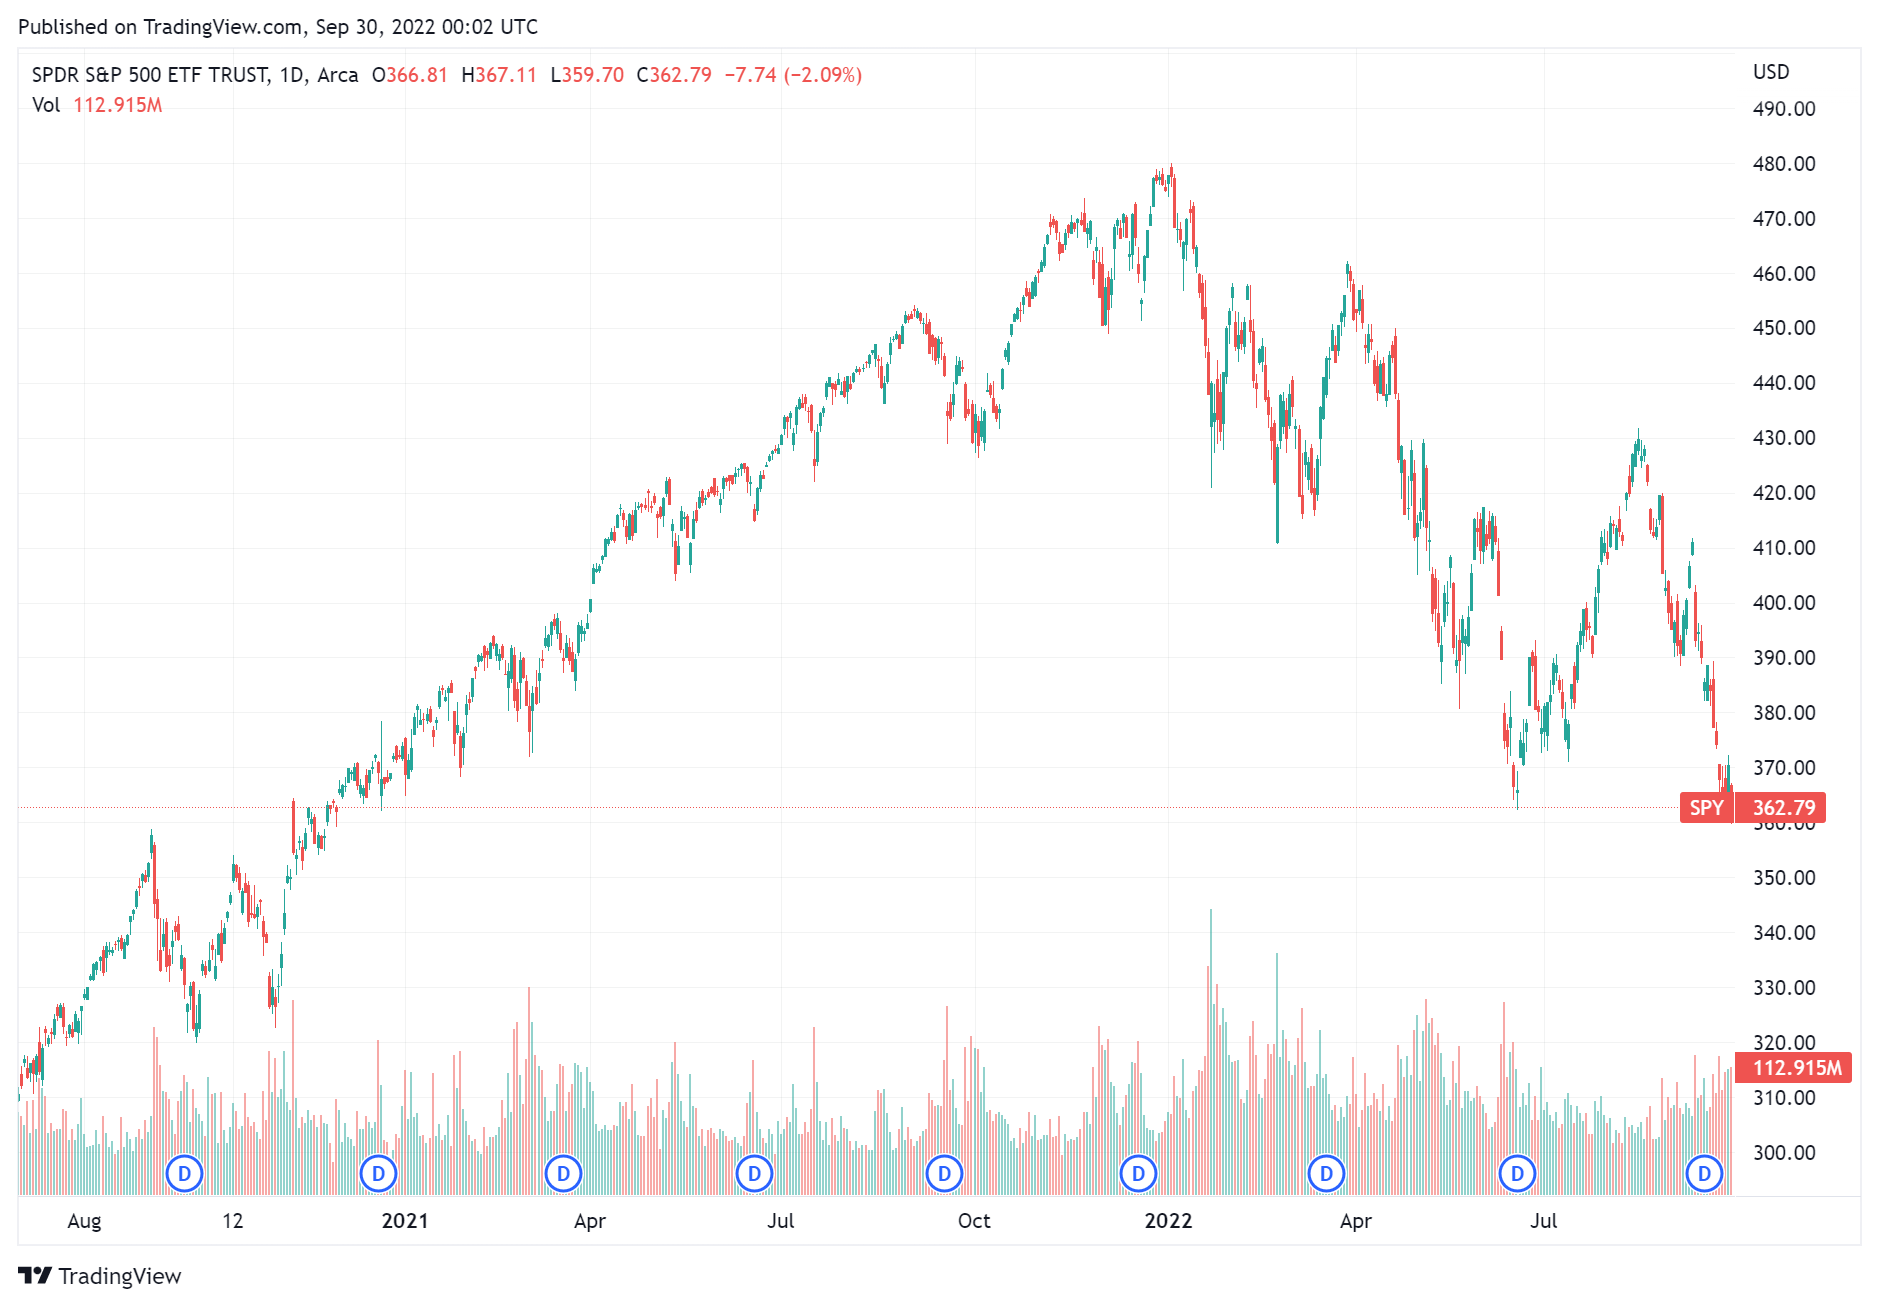 Published on TradingView.com, Sep 30, 2022 00:02 UTC
SPDR S&P 500 ETF TRUST, 1D, Arca O366.81 H367.11 L359.70 C362.79 −7.74 (−2.09%)
Vol 112.915M
USD
490.00
480.00
470.00
460.00
450.00
440.00
430.00
420.00
410.00
400.00
390.00
380.00
370.00
SPY 362.79
360.00
350.00
340.00
330.00
320.00
112.915M
310.00
300.00
D D D D D D D D D
Aug 12 2021 Apr Jul Oct 2022 Apr Jul
TradingView